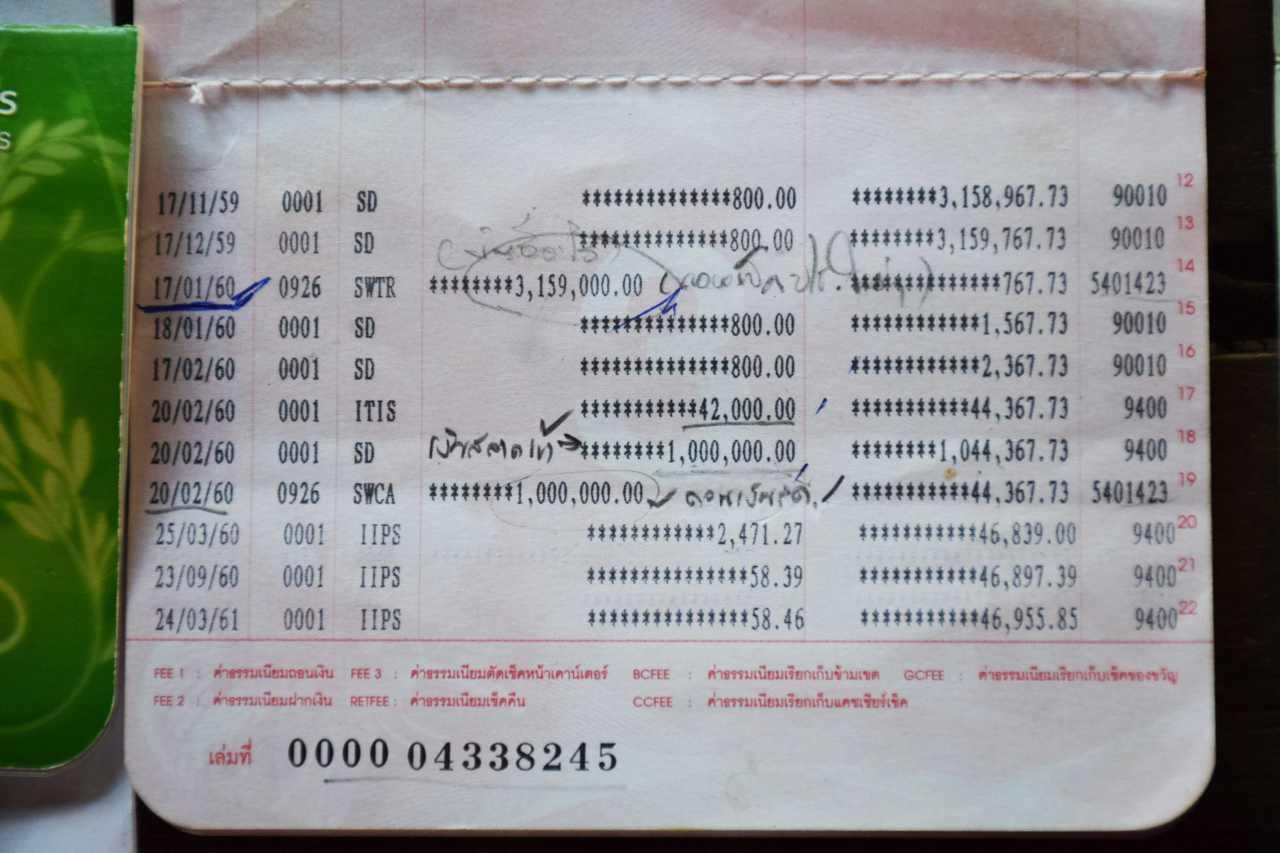 s
s
17/11/59 0001 SD **************800.00 ********3,158,967.73 90010 12
17/12/59 0001 SD **************800.00 ********3,159,767.73 90010 13
17/01/60 0926 SWTR ********3,159,000.00 *************767.73 5401423 14
18/01/60 0001 SD **************800.00 ************1,567.73 90010 15
17/02/60 0001 SD **************800.00 ************2,367.73 90010 16
20/02/60 0001 ITIS ***********42,000.00 ***********44,367.73 9400 17
20/02/60 0001 SD เงินสดเข้า → ********1,000,000.00 ********1,044,367.73 9400 18
20/02/60 0926 SWCA ********1,000,000.00 ถอนเงินสด ***********44,367.73 5401423 19
25/03/60 0001 IIPS ************2,471.27 ***********46,839.00 9400 20
23/09/60 0001 IIPS ***************58.39 ***********46,897.39 9400 21
24/03/61 0001 IIPS ***************58.46 ***********46,955.85 9400 22
FEE 1 : ค่าธรรมเนียมถอนเงิน FEE 3 : ค่าธรรมเนียมตัดเช็คหน้าเคาน์เตอร์ BCFEE : ค่าธรรมเนียมเรียกเก็บข้ามเขต GCFEE : ค่าธรรมเนียมเรียกเก็บเช็คของขวัญ
FEE 2 : ค่าธรรมเนียมฝากเงิน RETFEE : ค่าธรรมเนียมเช็คคืน CCFEE : ค่าธรรมเนียมเรียกเก็บแคชเชียร์เช็ค
เล่มที่ 0000 04338245